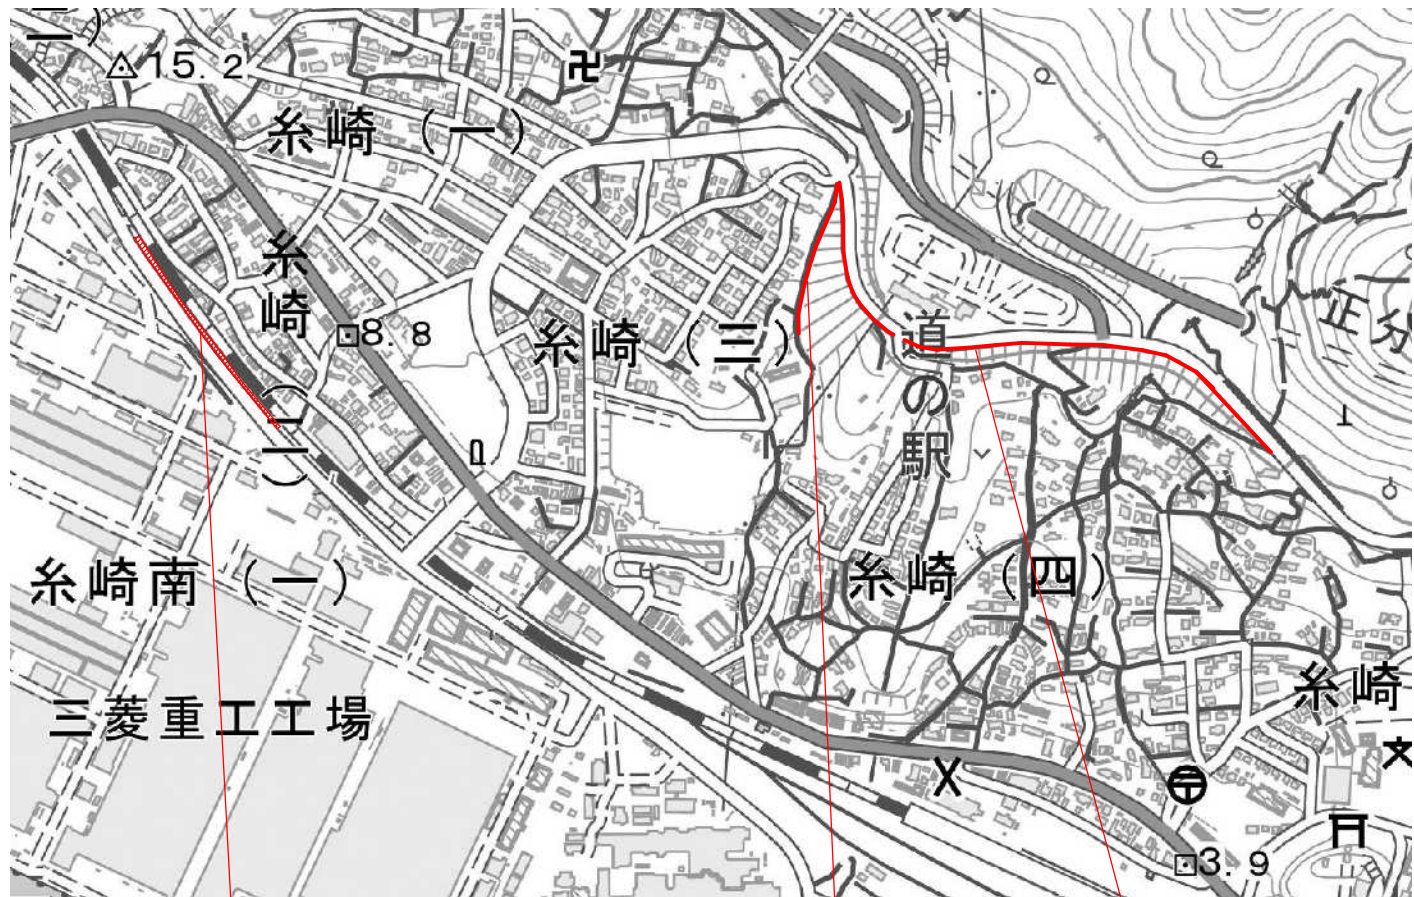 15.2
糸崎（一）
糸崎（二）
8.8
糸崎（三）
道の駅
正分
糸崎南（一）
糸崎（四）
三菱重工工場
糸崎
文
3.9